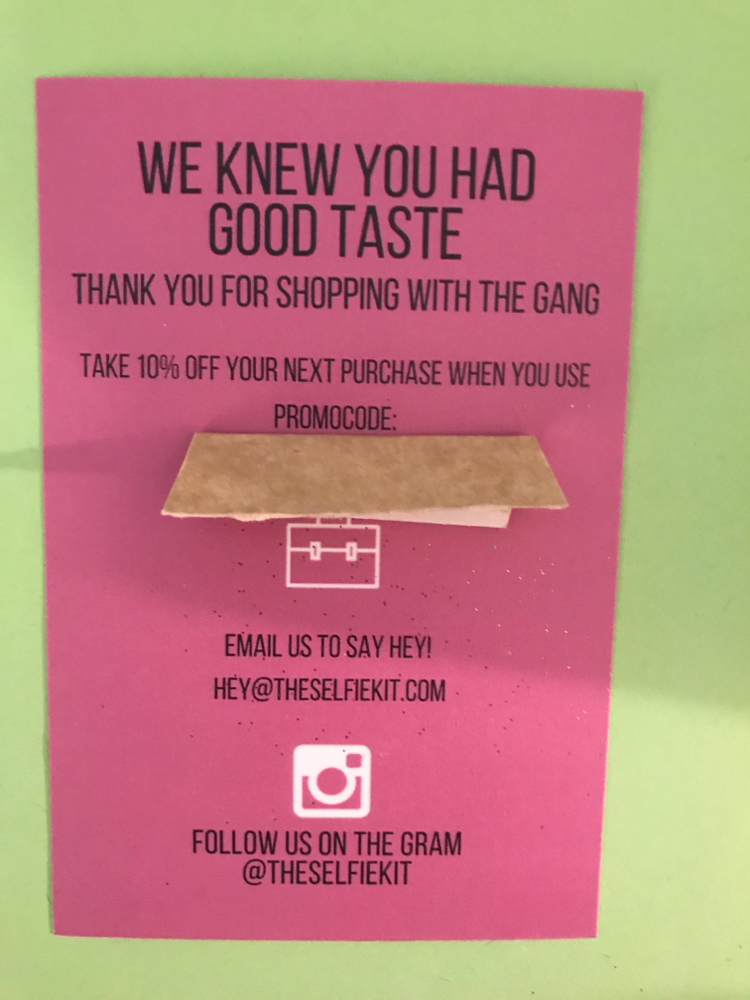 WE KNEW YOU HAD
GOOD TASTE
THANK YOU FOR SHOPPING WITH THE GANG
TAKE 10% OFF YOUR NEXT PURCHASE WHEN YOU USE
PROMOCODE:
EMAIL US TO SAY HEY!
HEY@THESELFIEKIT.COM
FOLLOW US ON THE GRAM
@THESELFIEKIT